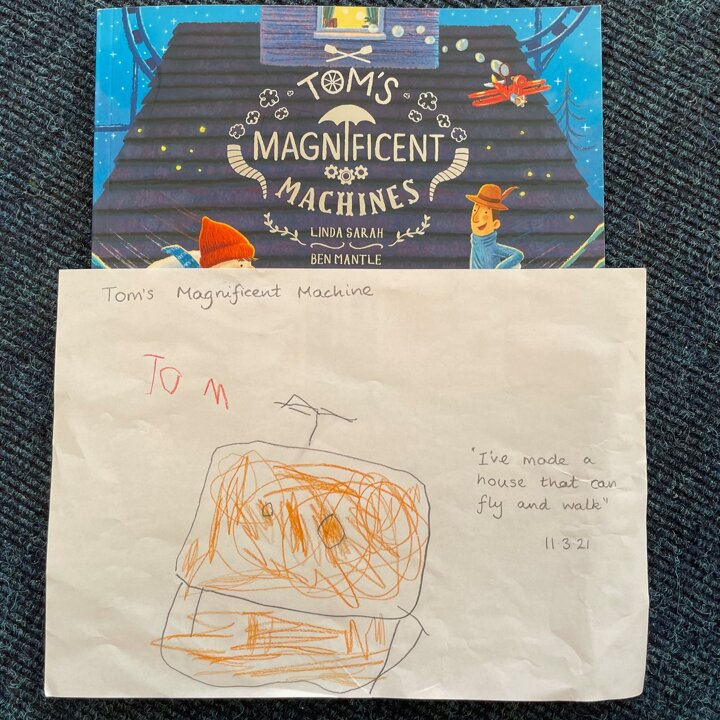 TOM'S
MAGNIFICENT
MACHINES
LINDA SARAH
BEN MANTLE
Tom's Magnificent Machine
TOM
"I've made a
house that can
fly and walk"
11.3.21